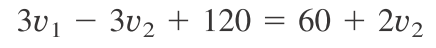 3v₁ − 3v₂ + 120 = 60 + 2v₂